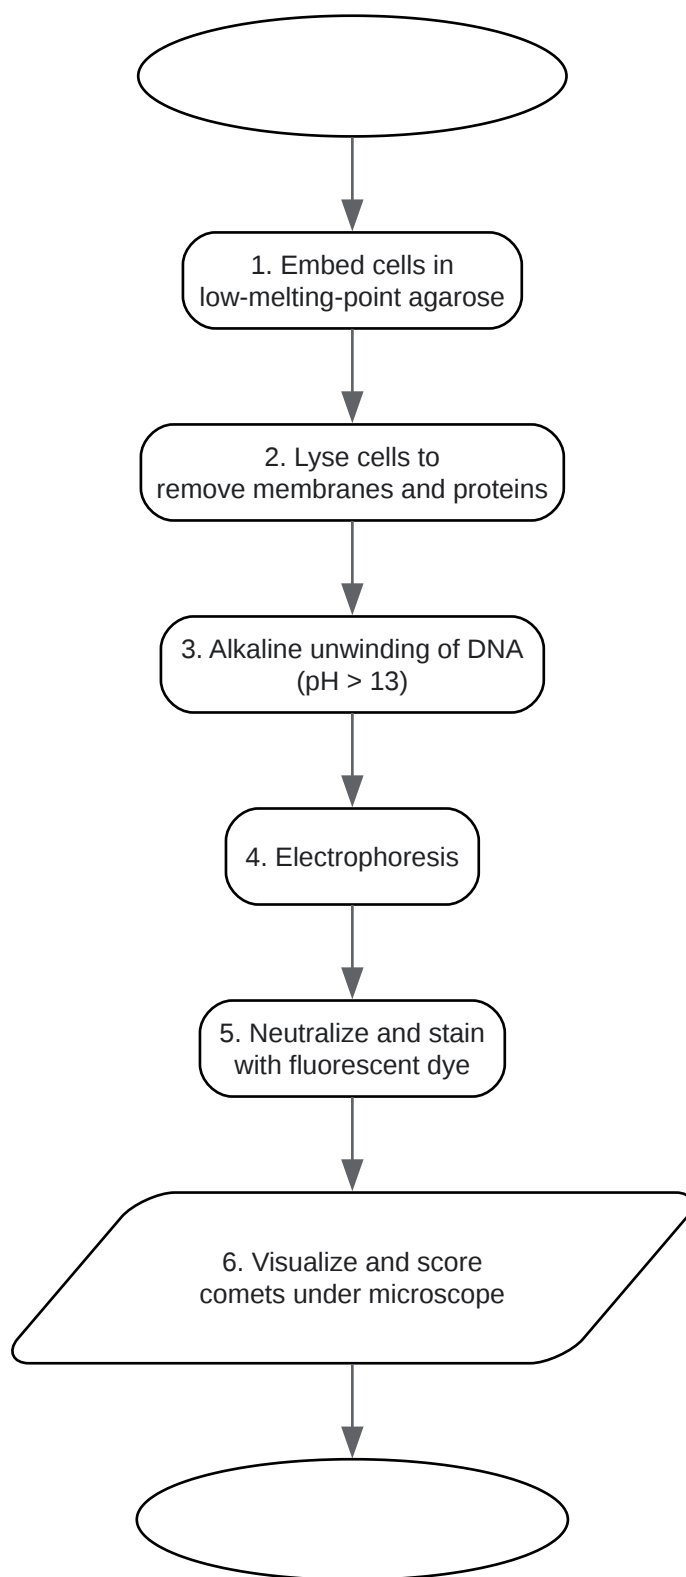 1. Embed cells in
low-melting-point agarose
2. Lyse cells to
remove membranes and proteins
3. Alkaline unwinding of DNA
(pH > 13)
4. Electrophoresis
5. Neutralize and stain
with fluorescent dye
6. Visualize and score
comets under microscope